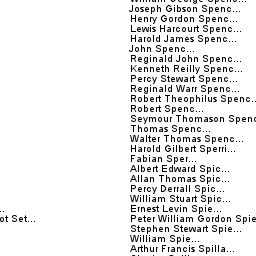 Joseph Gibson Spenc...
Henry Gordon Spenc...
Lewis Harcourt Spenc...
Harold James Spenc...
John Spenc...
Reginald John Spenc...
Kenneth Reilly Spenc...
Percy Stewart Spenc...
Reginald Warr Spenc...
Robert Theophilus Spenc...
Robert Spenc...
Seymour Thomason Spenc
Thomas Spenc...
Walter Thomas Spenc...
Harold Gilbert Sperri...
Fabian Sper...
Albert Edward Spic...
Allan Thomas Spic...
Percy Derrall Spic...
William Stuart Spic...
... Ernest Levin Spie...
ot Set... Peter William Gordon Spie
Stephen Stewart Spie...
William Spie...
Arthur Francis Spilla...